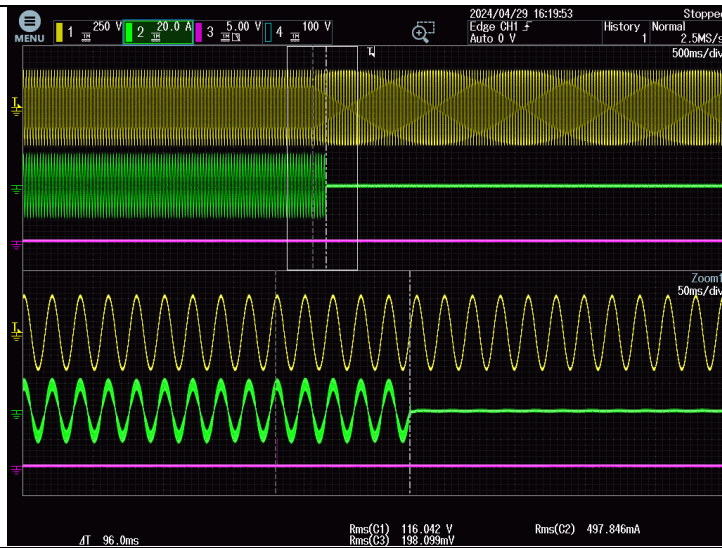 2024/04/29 16:19:53 Stopped
MENU 1 250 V 2 20.0 A 3 5.00 V 4 100 V Edge CH1 History Normal
Auto 0 V 1 2.5MS/s
500ms/div
T
Zoom1
50ms/div
Rms(C1) 116.042 V Rms(C2) 497.846mA
ΔT 96.0ms Rms(C3) 198.099mV